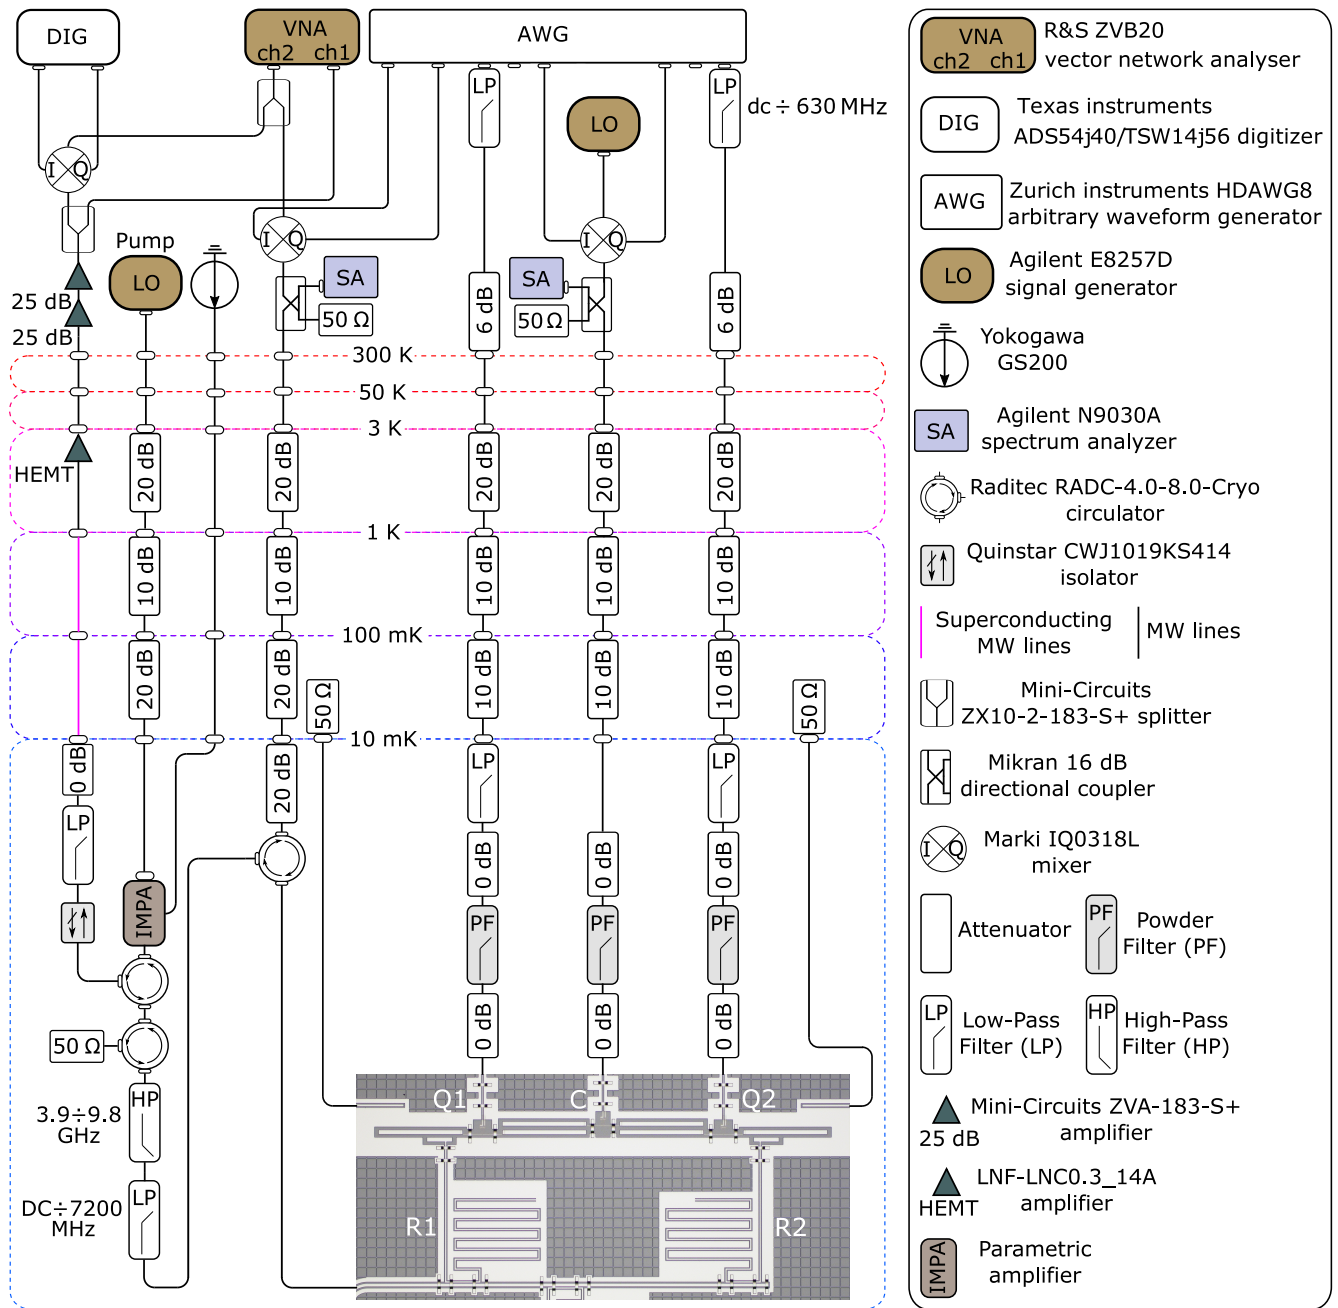 DIG
VNA
ch2 ch1
AWG
LP
LP
dc ÷ 630 MHz
LO
I Q
Pump
LO
I Q
I Q
SA
50 Ω
SA
50 Ω
6 dB
6 dB
25 dB
25 dB
300 K
50 K
3 K
HEMT
20 dB
20 dB
20 dB
20 dB
20 dB
1 K
10 dB
10 dB
10 dB
10 dB
10 dB
100 mK
20 dB
20 dB
10 dB
10 dB
10 dB
50 Ω
50 Ω
10 mK
0 dB
20 dB
LP
LP
LP
0 dB
0 dB
0 dB
IMPA
PF
PF
PF
0 dB
0 dB
0 dB
50 Ω
HP
3.9÷9.8
GHz
LP
DC÷7200
MHz
Q1
C
Q2
R1
R2
VNA
ch2 ch1
R&S ZVB20
vector network analyser
DIG
Texas instruments
ADS54j40/TSW14j56 digitizer
AWG
Zurich instruments HDAWG8
arbitrary waveform generator
LO
Agilent E8257D
signal generator
Yokogawa
GS200
SA
Agilent N9030A
spectrum analyzer
Raditec RADC-4.0-8.0-Cryo
circulator
Quinstar CWJ1019KS414
isolator
Superconducting
MW lines
MW lines
Mini-Circuits
ZX10-2-183-S+ splitter
Mikran 16 dB
directional coupler
I Q
Marki IQ0318L
mixer
Attenuator
PF
Powder
Filter (PF)
LP
Low-Pass
Filter (LP)
HP
High-Pass
Filter (HP)
25 dB
Mini-Circuits ZVA-183-S+
amplifier
HEMT
LNF-LNC0.3_14A
amplifier
IMPA
Parametric
amplifier